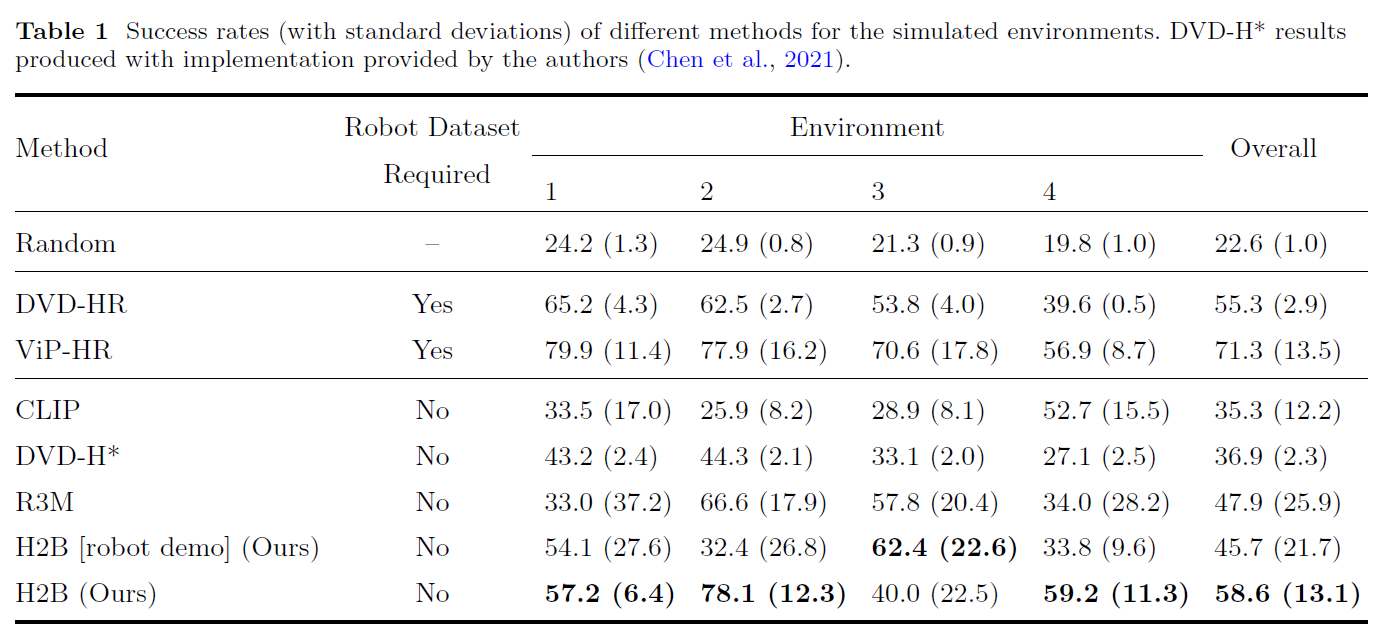 Table 1 Success rates (with standard deviations) of different methods for the simulated environments. DVD-H* results
produced with implementation provided by the authors (Chen et al., 2021).
Method Robot Dataset Required Environment Overall
1 2 3 4
Random – 24.2 (1.3) 24.9 (0.8) 21.3 (0.9) 19.8 (1.0) 22.6 (1.0)
DVD-HR Yes 65.2 (4.3) 62.5 (2.7) 53.8 (4.0) 39.6 (0.5) 55.3 (2.9)
ViP-HR Yes 79.9 (11.4) 77.9 (16.2) 70.6 (17.8) 56.9 (8.7) 71.3 (13.5)
CLIP No 33.5 (17.0) 25.9 (8.2) 28.9 (8.1) 52.7 (15.5) 35.3 (12.2)
DVD-H* No 43.2 (2.4) 44.3 (2.1) 33.1 (2.0) 27.1 (2.5) 36.9 (2.3)
R3M No 33.0 (37.2) 66.6 (17.9) 57.8 (20.4) 34.0 (28.2) 47.9 (25.9)
H2B [robot demo] (Ours) No 54.1 (27.6) 32.4 (26.8) 62.4 (22.6) 33.8 (9.6) 45.7 (21.7)
H2B (Ours) No 57.2 (6.4) 78.1 (12.3) 40.0 (22.5) 59.2 (11.3) 58.6 (13.1)